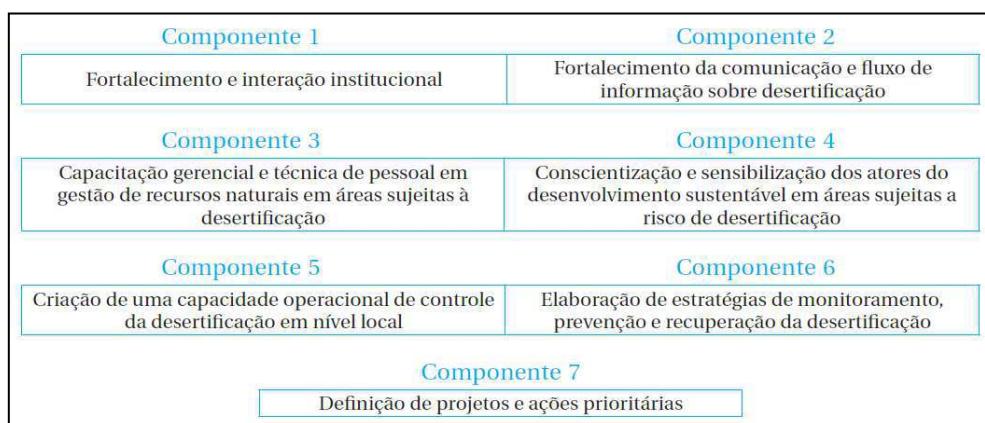 Componente 1
Fortalecimento e interação institucional
Componente 2
Fortalecimento da comunicação e fluxo de
informação sobre desertificação
Componente 3
Capacitação gerencial e técnica de pessoal em
gestão de recursos naturais em áreas sujeitas à
desertificação
Componente 4
Conscientização e sensibilização dos atores do
desenvolvimento sustentável em áreas sujeitas a
risco de desertificação
Componente 5
Criação de uma capacidade operacional de controle
da desertificação em nível local
Componente 6
Elaboração de estratégias de monitoramento,
prevenção e recuperação da desertificação
Componente 7
Definição de projetos e ações prioritárias